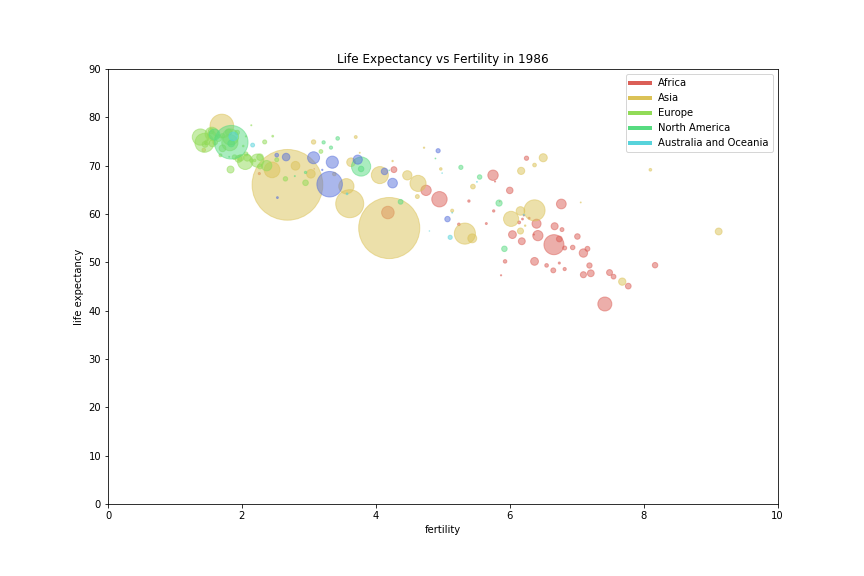 Life Expectancy vs Fertility in 1986
Africa
Asia
Europe
North America
Australia and Oceania
90
80
70
60
50
40
30
20
10
0
life expectancy
0 2 4 6 8 10
fertility